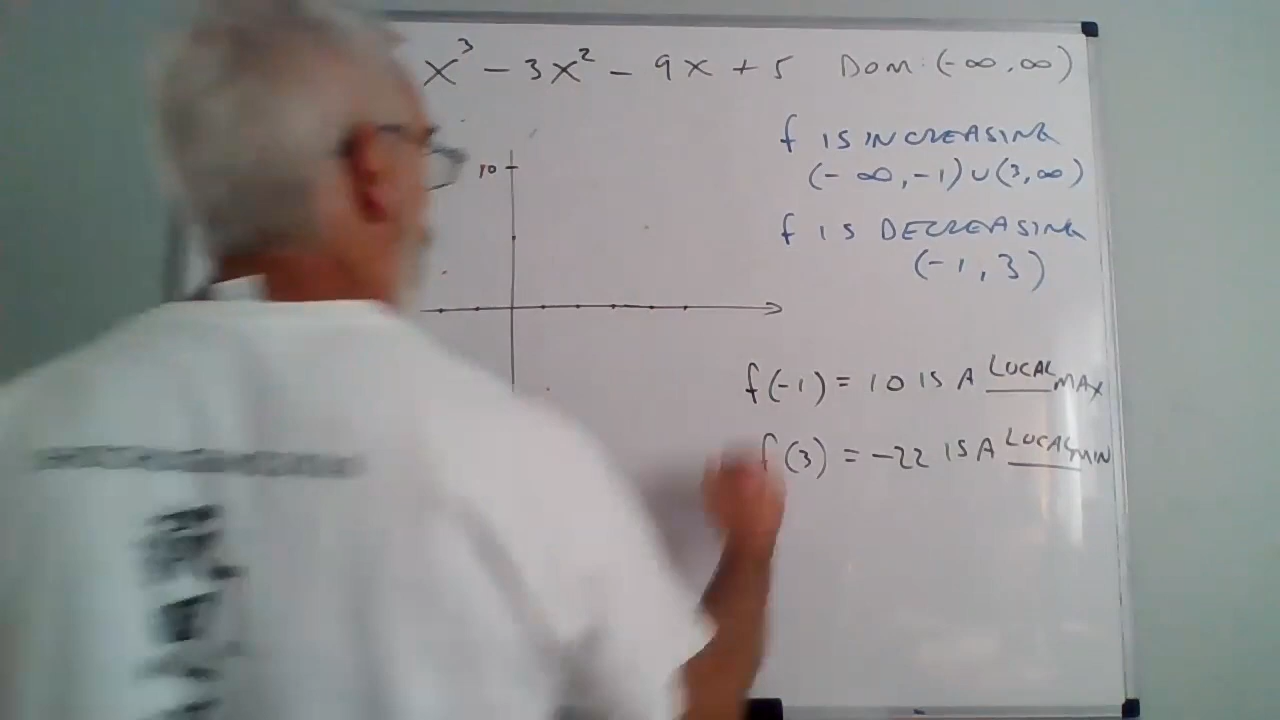 x³ - 3x² - 9x + 5 DOM: (-∞,∞)
f IS INCREASING
(-∞,-1)∪(3,∞)
f IS DECREASING
(-1,3)
10
f(-1) = 10 IS A LOCAL MAX
f(3) = -22 IS A LOCAL MIN